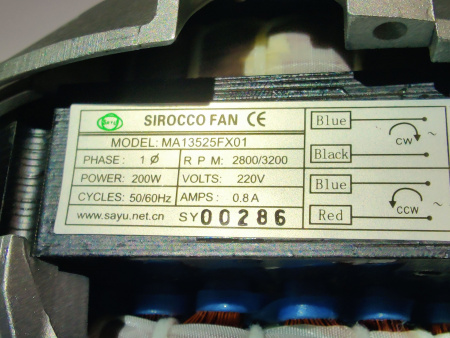 SIROCCO FAN CE
MODEL: MA13525FX01
PHASE: 1 Ø R P M: 2800/3200
POWER: 200W VOLTS: 220V
CYCLES: 50/60Hz AMPS: 0.8A
www.sayu.net.cn SY00286
Blue
CW ~
Black
Blue
CCW ~
Red